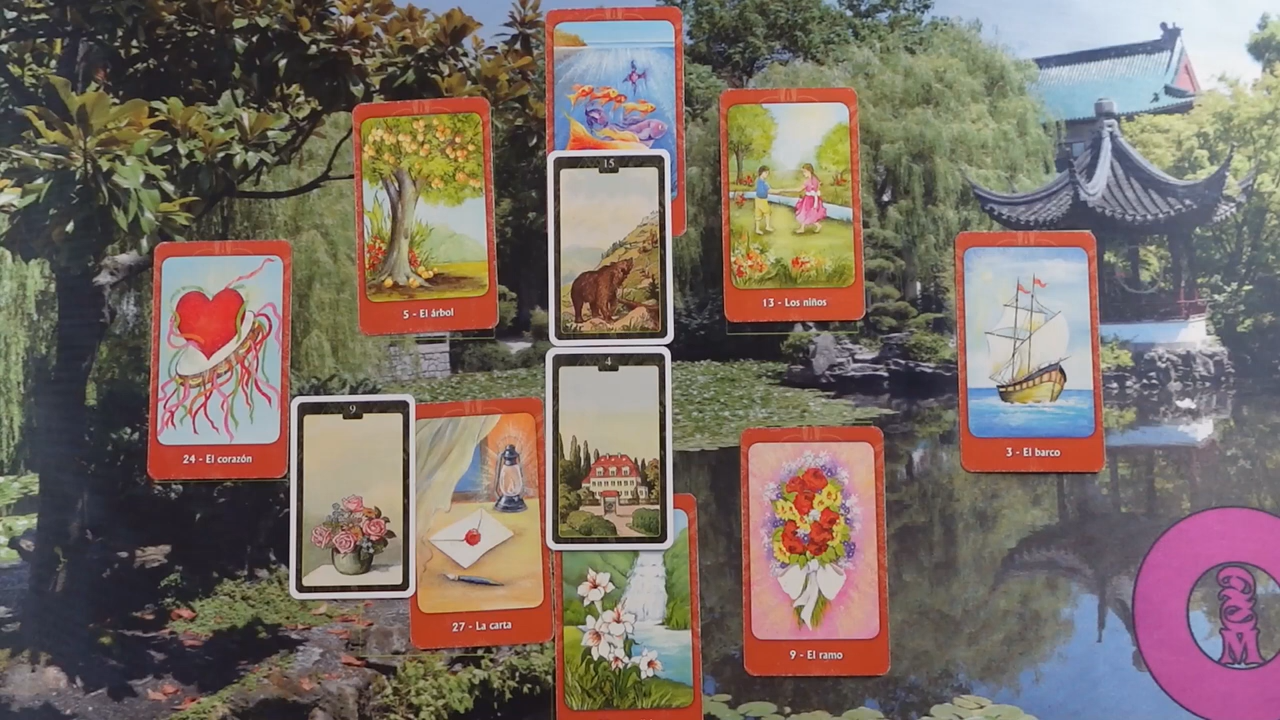 15
5 - El árbol
13 - Los niños
24 - El corazón
3 - El barco
4
9
27 - La carta
9 - El ramo